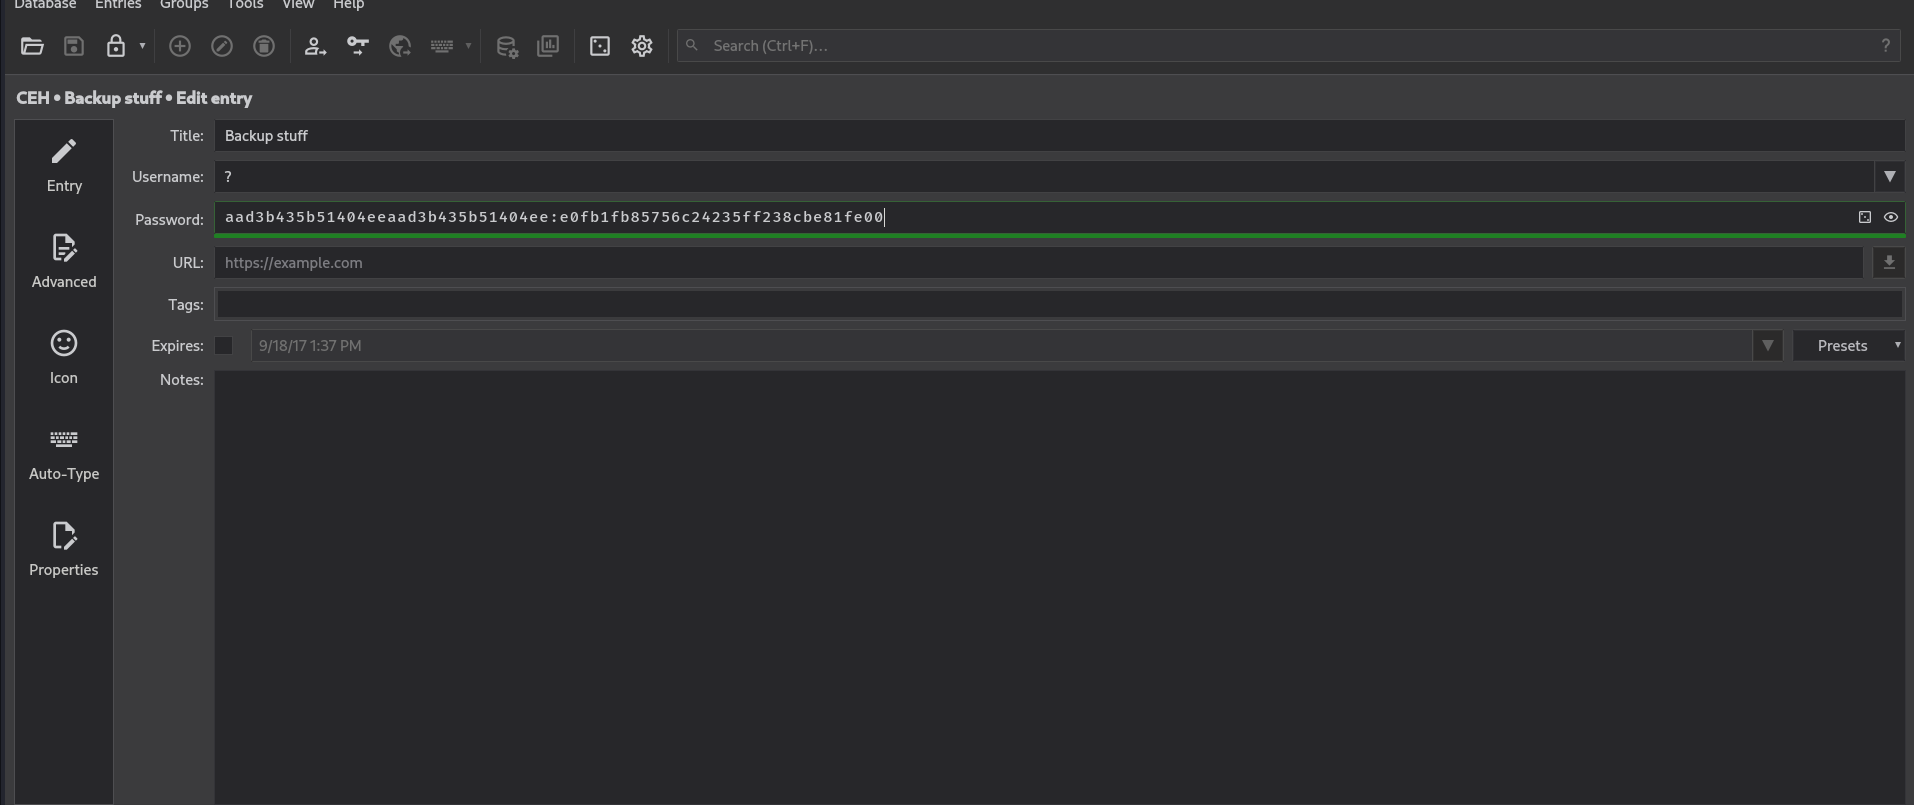 Database Entries Groups Tools View Help
Search (Ctrl+F)... ?
CEH • Backup stuff • Edit entry
Entry
Advanced
Icon
Auto-Type
Properties
Title: Backup stuff
Username: ?
Password: aad3b435b51404eeaad3b435b51404ee:e0fb1fb85756c24235ff238cbe81fe00
URL: https://example.com
Tags:
Expires: 9/18/17 1:37 PM Presets
Notes: